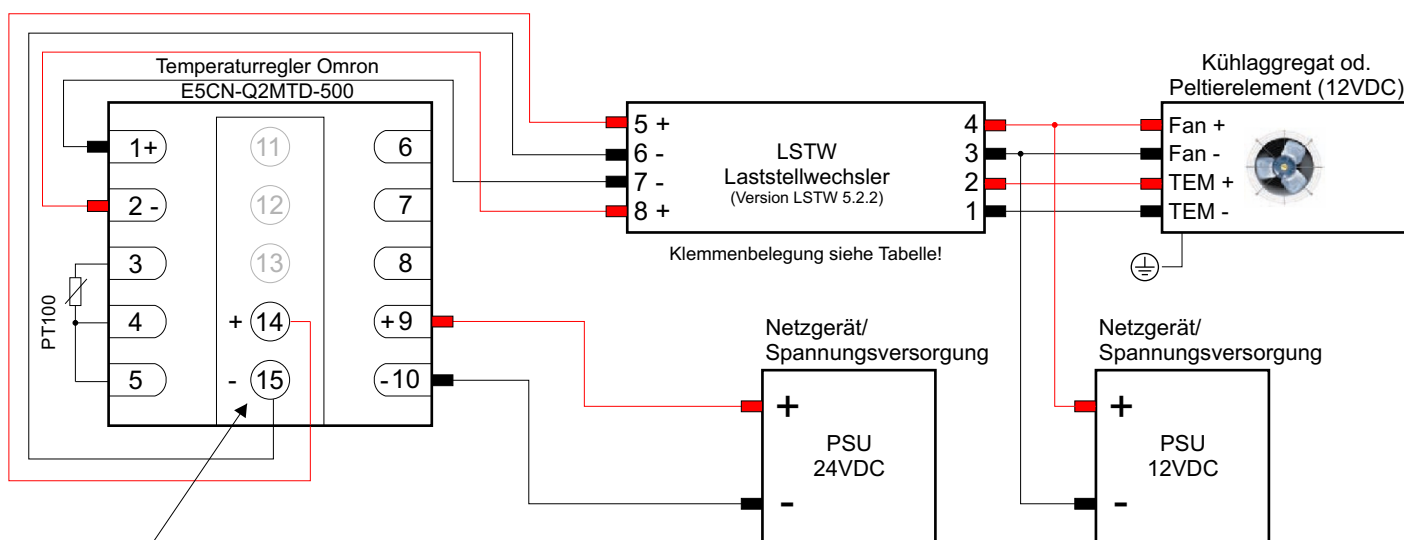 Temperaturregler Omron
E5CN-Q2MTD-500
1+
2 -
3
4
5
PT100
11
12
13
+ 14
- 15
6
7
8
+9
-10
5 +
6 -
7 -
8 +
LSTW
Laststellwechsler
(Version LSTW 5.2.2)
4
3
2
1
Klemmenbelegung siehe Tabelle!
Kühlaggregat od.
Peltierelement (12VDC)
Fan +
Fan -
TEM +
TEM -
Netzgerät/
Spannungsversorgung
+
PSU
24VDC
-
Netzgerät/
Spannungsversorgung
+
PSU
12VDC
-